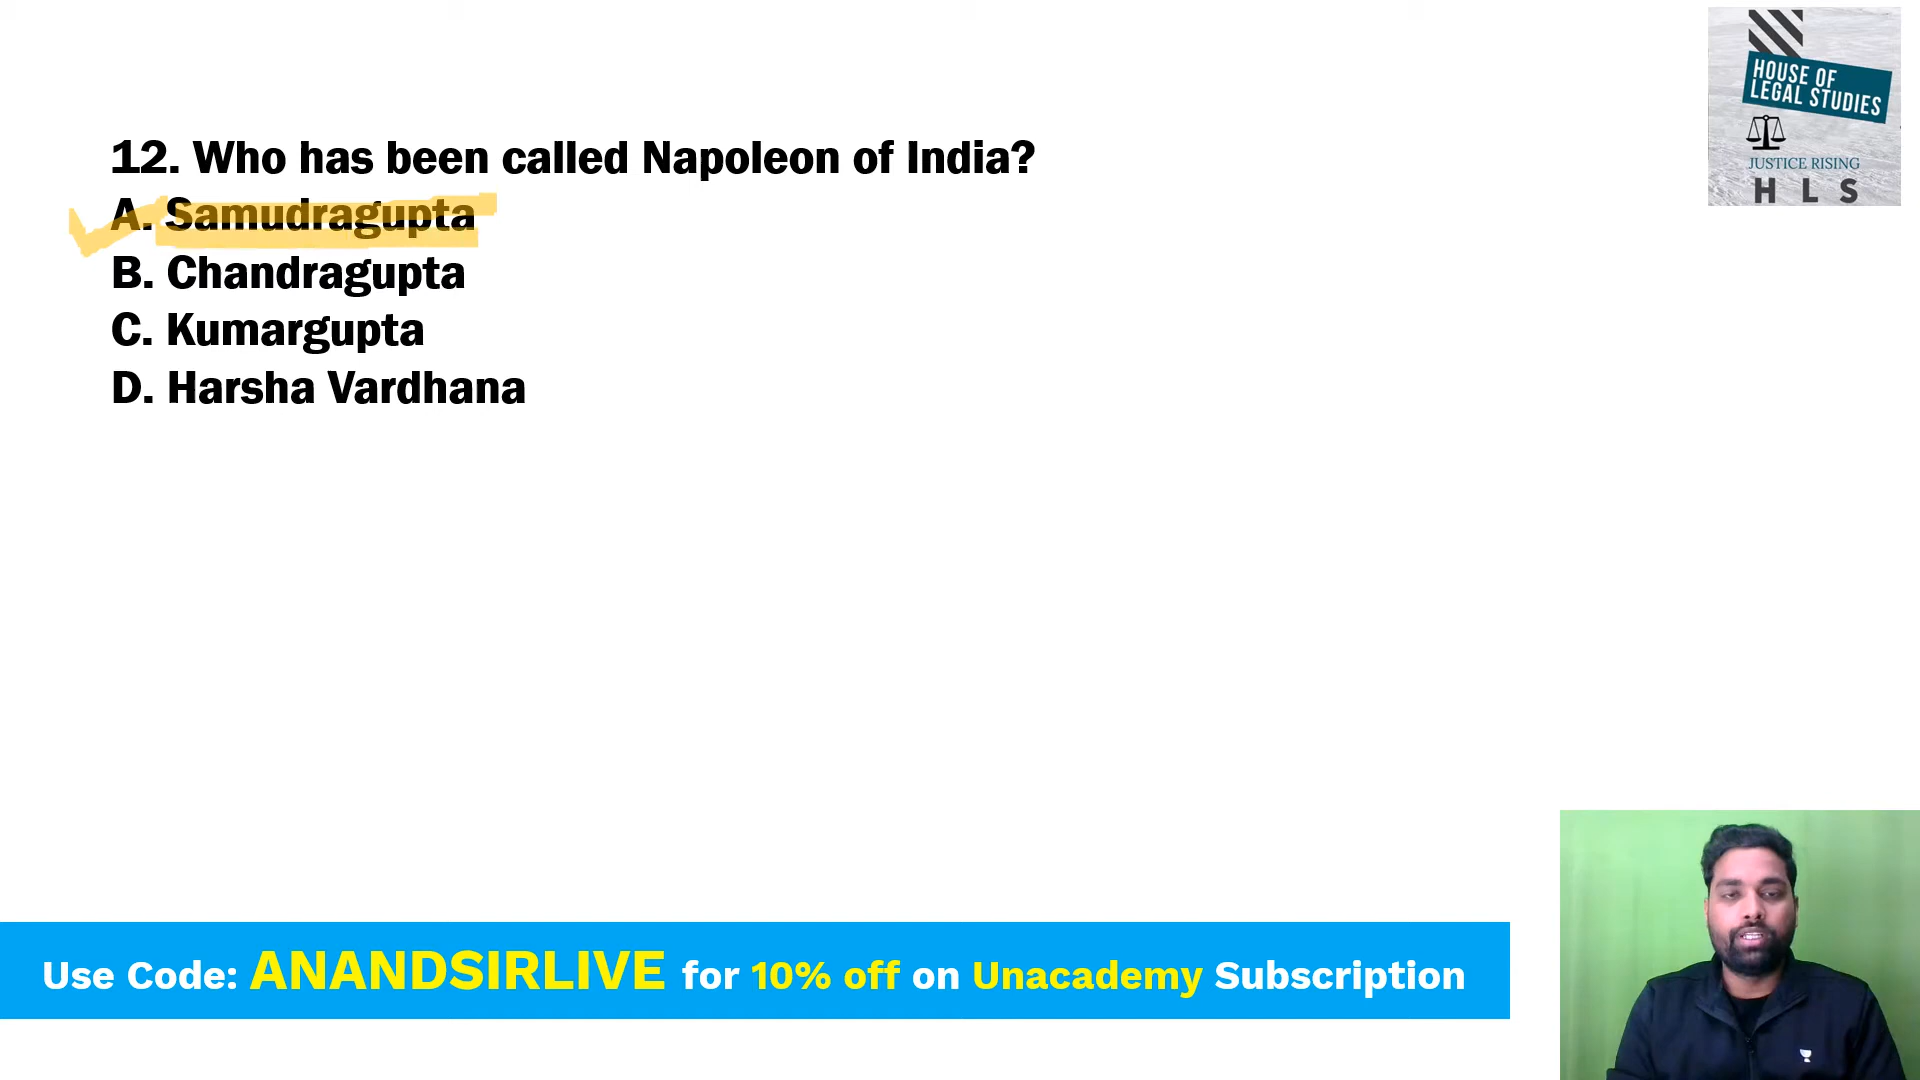 HOUSE OF
LEGAL STUDIES
JUSTICE RISING
H L S
12. Who has been called Napoleon of India?
A. Samudragupta
B. Chandragupta
C. Kumargupta
D. Harsha Vardhana
Use Code: ANANDSIRLIVE for 10% off on Unacademy Subscription